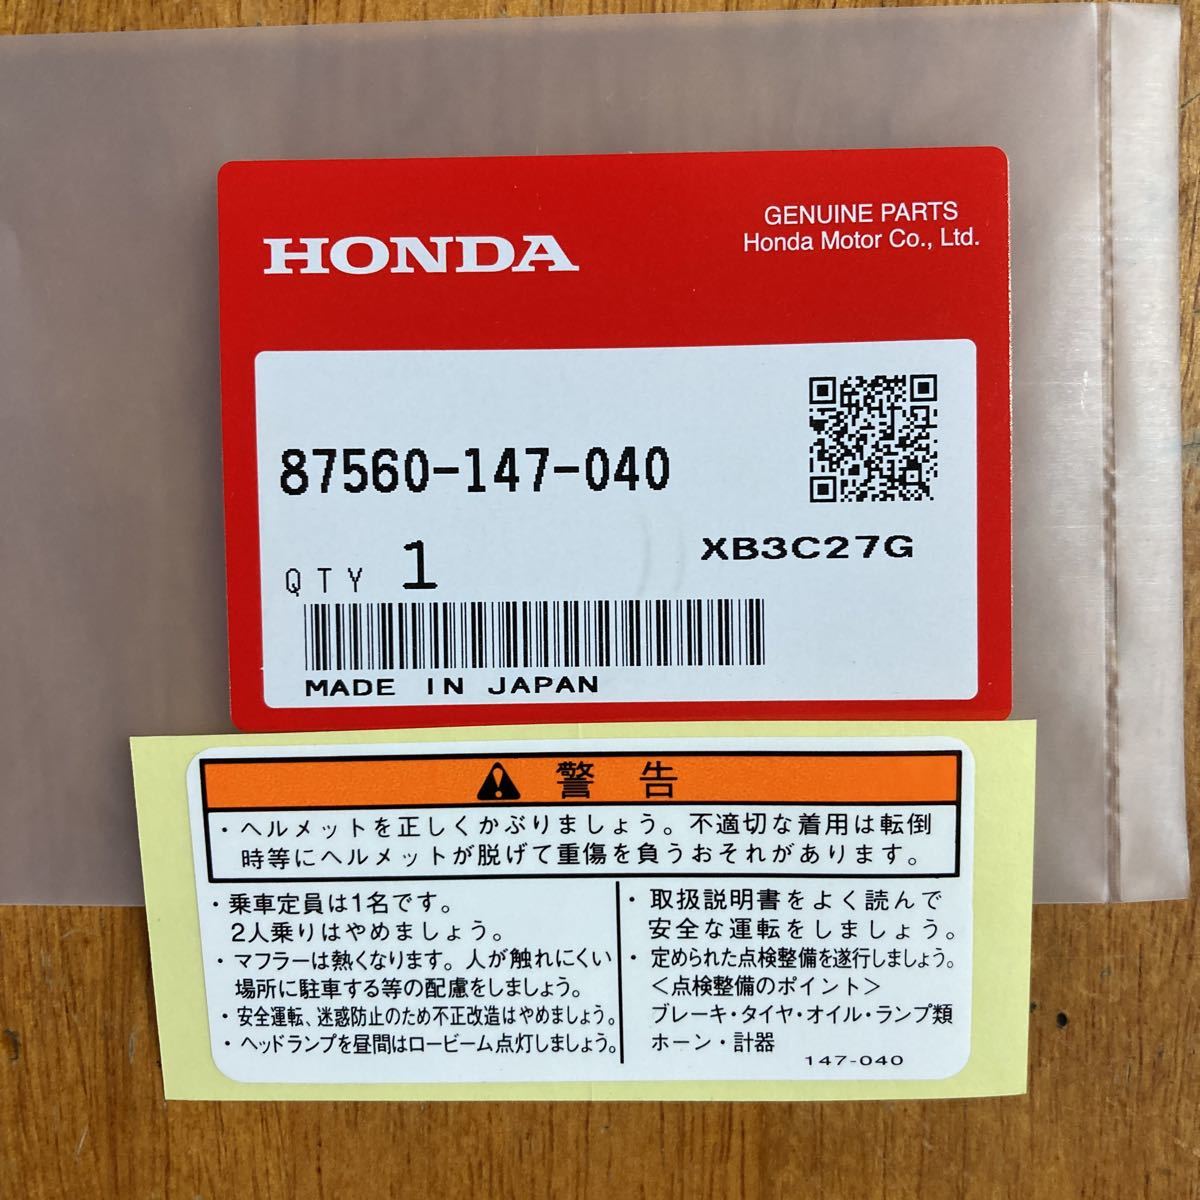 HONDA
GENUINE PARTS
Honda Motor Co., Ltd.
87560-147-040
XB3C27G
QTY 1
MADE IN JAPAN
警告
・ヘルメットを正しくかぶりましょう。不適切な着用は転倒
時等にヘルメットが脱げて重傷を負うおそれがあります。
・乗車定員は1名です。
2人乗りはやめましょう。
・マフラーは熱くなります。人が触れにくい
場所に駐車する等の配慮をしましょう。
・安全運転、迷惑防止のため不正改造はやめましょう。
・ヘッドランプを昼間はロービーム点灯しましょう。
・取扱説明書をよく読んで
安全な運転をしましょう。
・定められた点検整備を遂行しましょう。
＜点検整備のポイント＞
ブレーキ・タイヤ・オイル・ランプ類
ホーン・計器
147-040